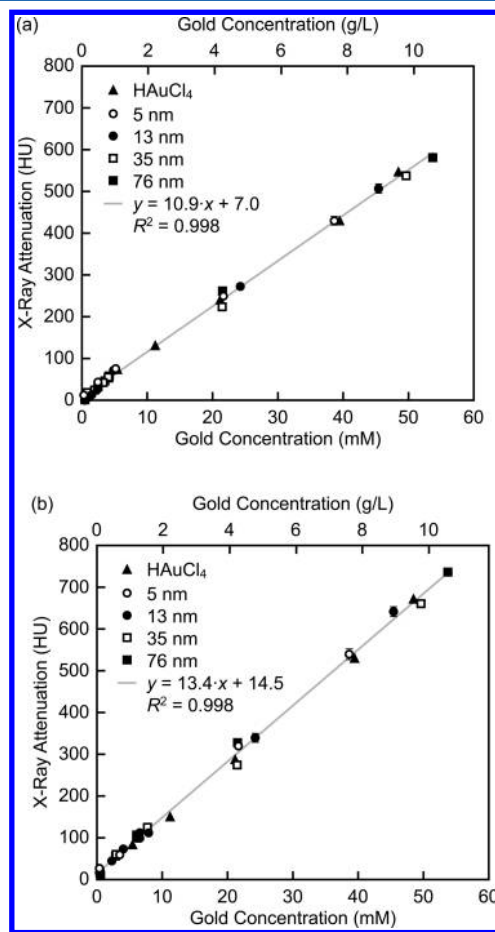 (a)
Gold Concentration (g/L)
0 2 4 6 8 10
800
700
600
500
400
300
200
100
0
X-Ray Attenuation (HU)
HAuCl₄
5 nm
13 nm
35 nm
76 nm
y = 10.9·x + 7.0
R² = 0.998
0 10 20 30 40 50 60
Gold Concentration (mM)
(b)
Gold Concentration (g/L)
0 2 4 6 8 10
800
700
600
500
400
300
200
100
0
X-Ray Attenuation (HU)
HAuCl₄
5 nm
13 nm
35 nm
76 nm
y = 13.4·x + 14.5
R² = 0.998
0 10 20 30 40 50 60
Gold Concentration (mM)